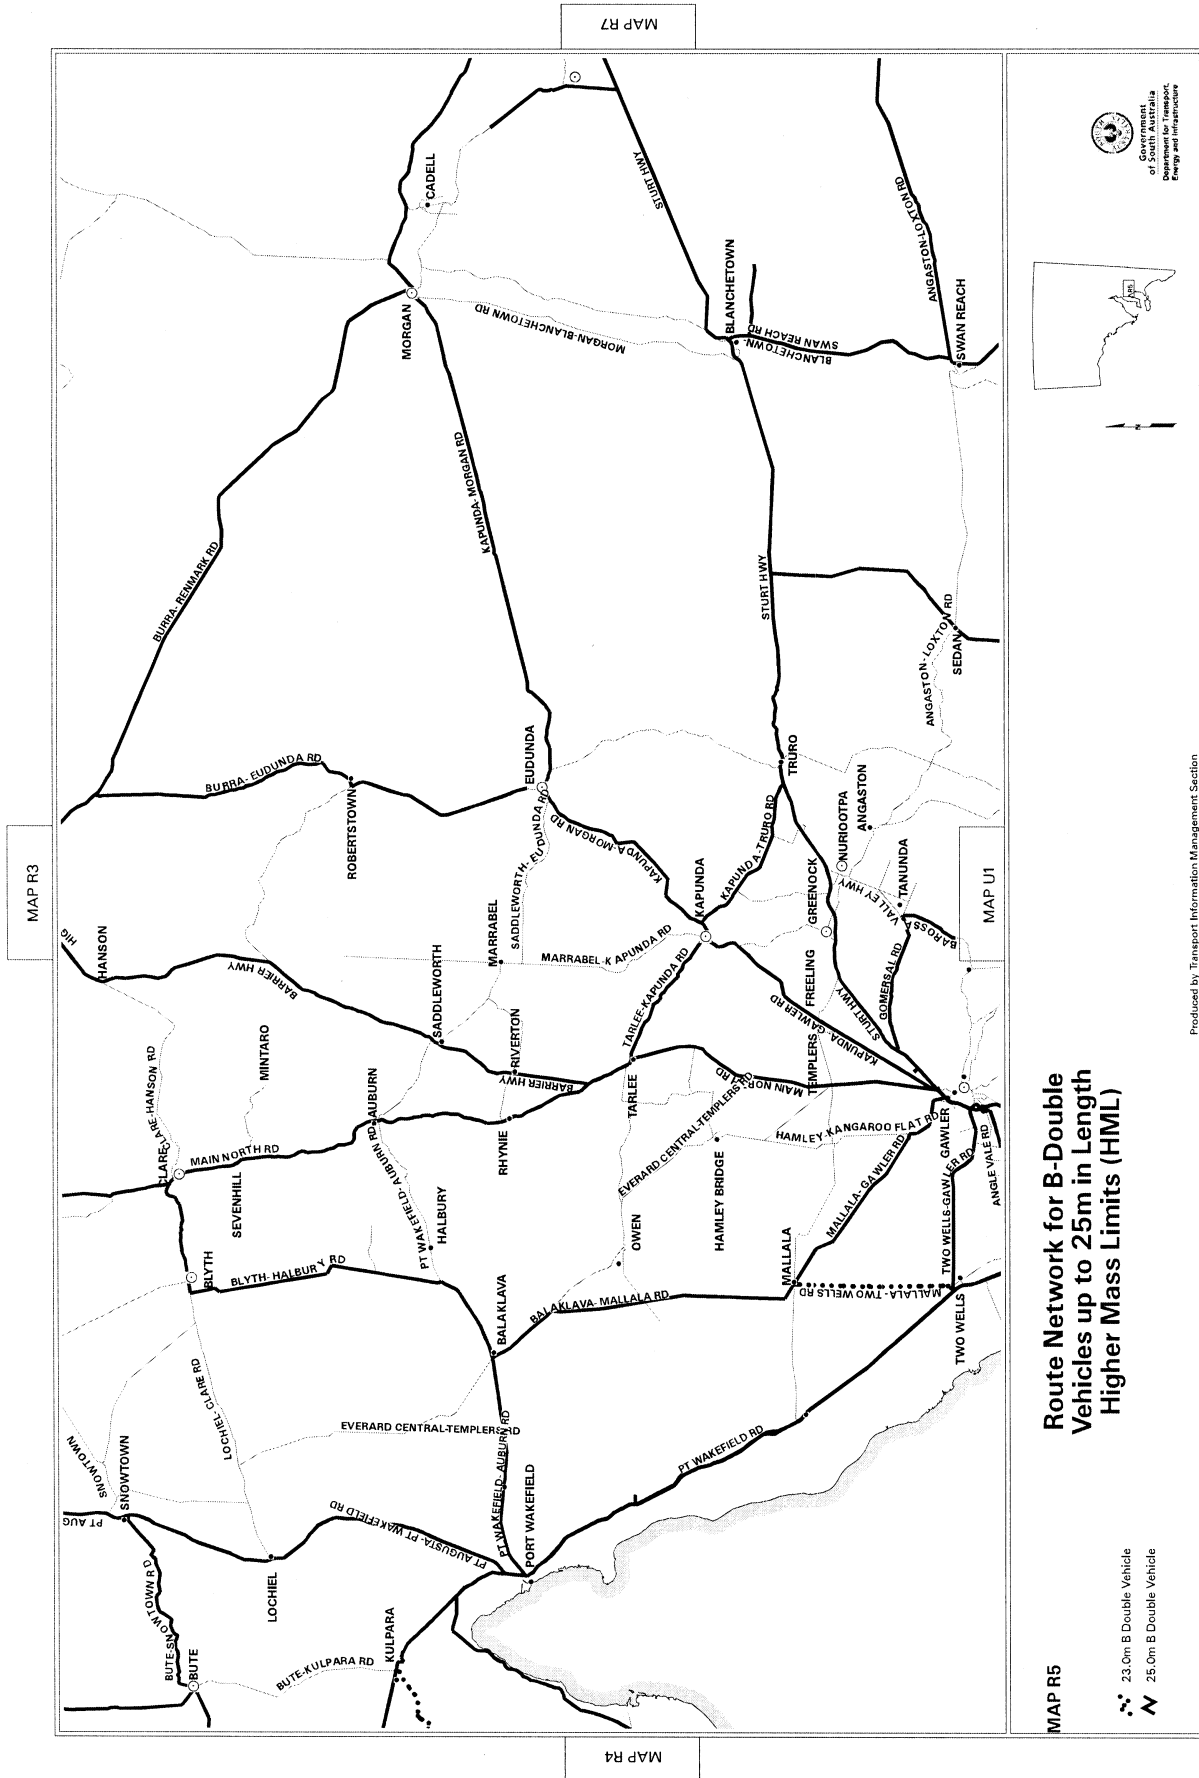 MAP R7
MAP R3
MAP U1
MAP R4
HIG
HANSON
BARRIER HWY
CLARE-HANSON RD
CLARE
MAIN NORTH RD
SEVENHILL
MINTARO
BURRA-EUDUNDA RD
ROBERTSTOWN
BURRA-RENMARK RD
MORGAN
CADELL
MORGAN-BLANCHETOWN RD
KAPUNDA-MORGAN RD
STURT HWY
BLANCHETOWN
BLANCHETOWN-
SWAN REACH RD
ANGASTON-LOXTON RD
SWAN REACH
EUDUNDA
SADDLEWORTH-EUDUNDA RD
KAPUNDA-MORGAN RD
MARRABEL
MARRABEL-KAPUNDA RD
SADDLEWORTH
RIVERTON
BARRIER HWY
AUBURN
RHYNIE
PT WAKEFIELD-AUBURN RD
HALBURY
BLYTH
BLYTH-HALBURY RD
LOCHIEL-CLARE RD
SNOWTOWN
SNOWTOWN
PT AUG
BUTE-SNOWTOWN RD
BUTE
LOCHIEL
BUTE-KULPARA RD
KULPARA
PT AUGUSTA-PT WAKEFIELD RD
EVERARD CENTRAL-TEMPLERS RD
PT WAKEFIELD-AUBURN RD
PORT WAKEFIELD
BALAKLAVA
BALAKLAVA-MALLALA RD
OWEN
TARLEE
TARLEE-KAPUNDA RD
KAPUNDA
KAPUNDA-TRURO RD
TRURO
STURT HWY
ANGASTON-LOXTON RD
SEDAN
ANGASTON
NURIOOTPA
GREENOCK
TANUNDA
VALLEY HWY
BAROSSA
GOMERSAL RD
STURT HWY
FREELING
KAPUNDA-GAWLER RD
TEMPLERS
MAIN NORTH RD
EVERARD CENTRAL-TEMPLERS RD
HAMLEY BRIDGE
HAMLEY-KANGAROO FLAT RD
MALLALA-GAWLER RD
GAWLER
MALLALA
MALLALA-TWO WELLS RD
TWO WELLS-GAWLER RD
ANGLE VALE RD
TWO WELLS
PT WAKEFIELD RD
Route Network for B-Double
Vehicles up to 25m in Length
Higher Mass Limits (HML)
MAP R5
23.0m B Double Vehicle
25.0m B Double Vehicle
N
Government
of South Australia
Department for Transport,
Energy and Infrastructure
Produced by Transport Information Management Section